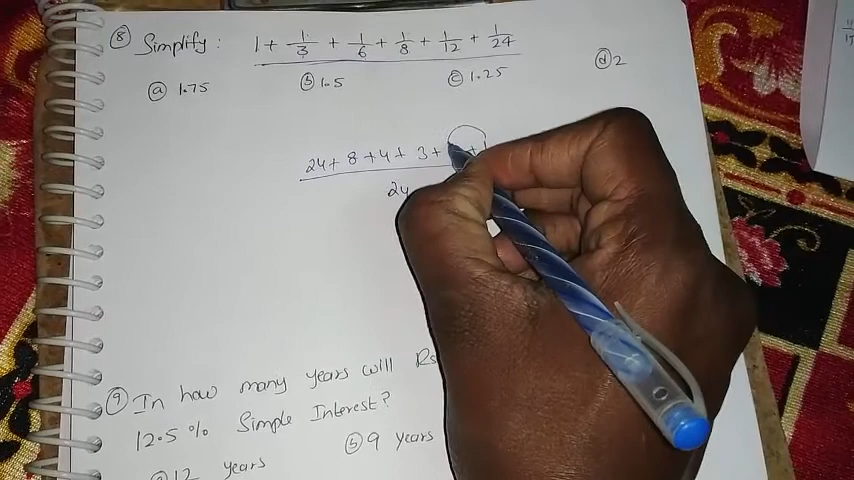 ⑧ Simplify : 1 + 1/3 + 1/6 + 1/8 + 1/12 + 1/24
ⓐ 1.75 ⓑ 1.5 ⓒ 1.25 ⓓ 2
24 + 8 + 4 + 3 + +
24
⑨ In how many years will Rs
12.5 % Simple Interest?
ⓐ 12 years ⓑ 9 years